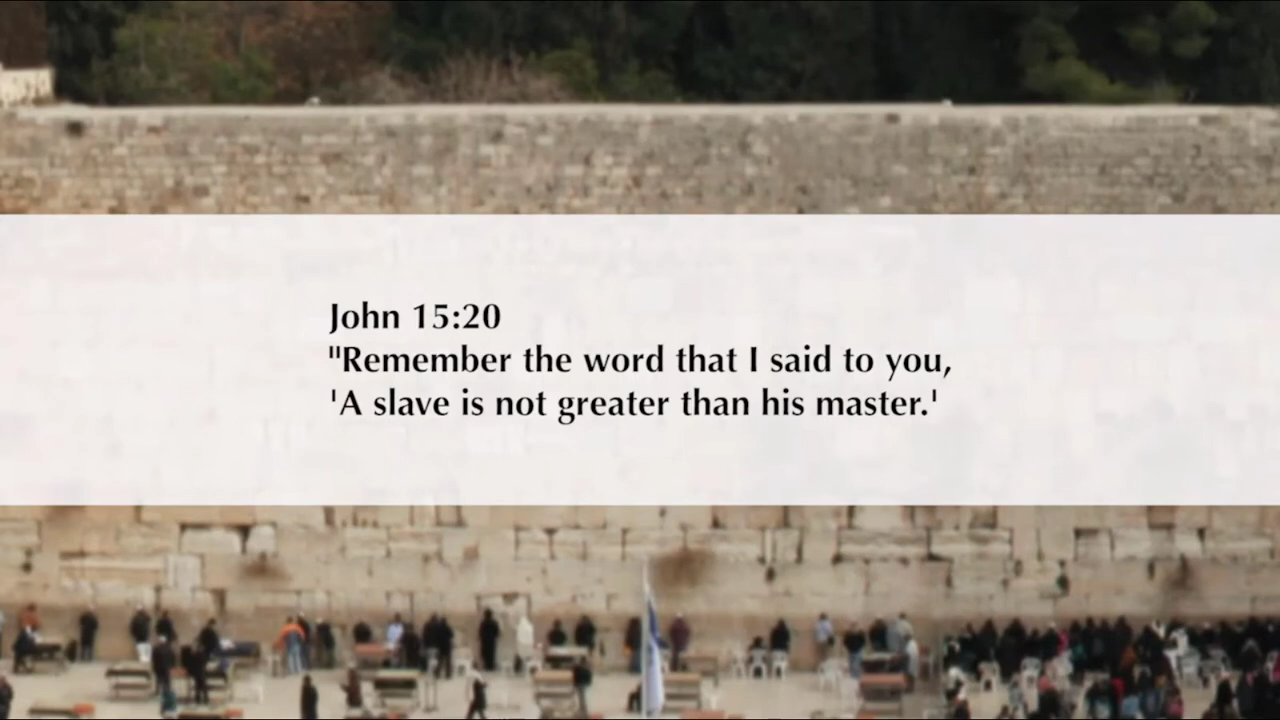 John 15:20
"Remember the word that I said to you,
'A slave is not greater than his master.'